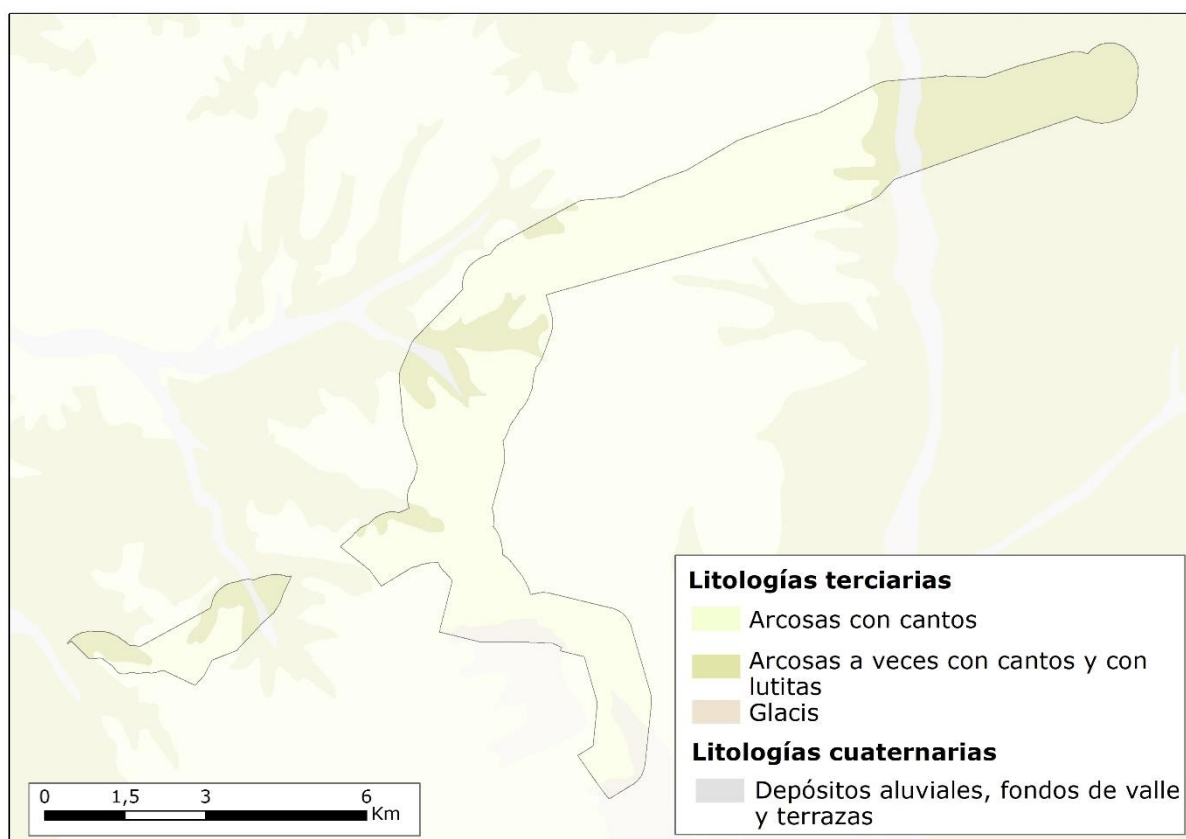 Litologías terciarias
Arcosas con cantos
Arcosas a veces con cantos y con
lutitas
Glacis
Litologías cuaternarias
Depósitos aluviales, fondos de valle
y terrazas
0 1,5 3 6
Km